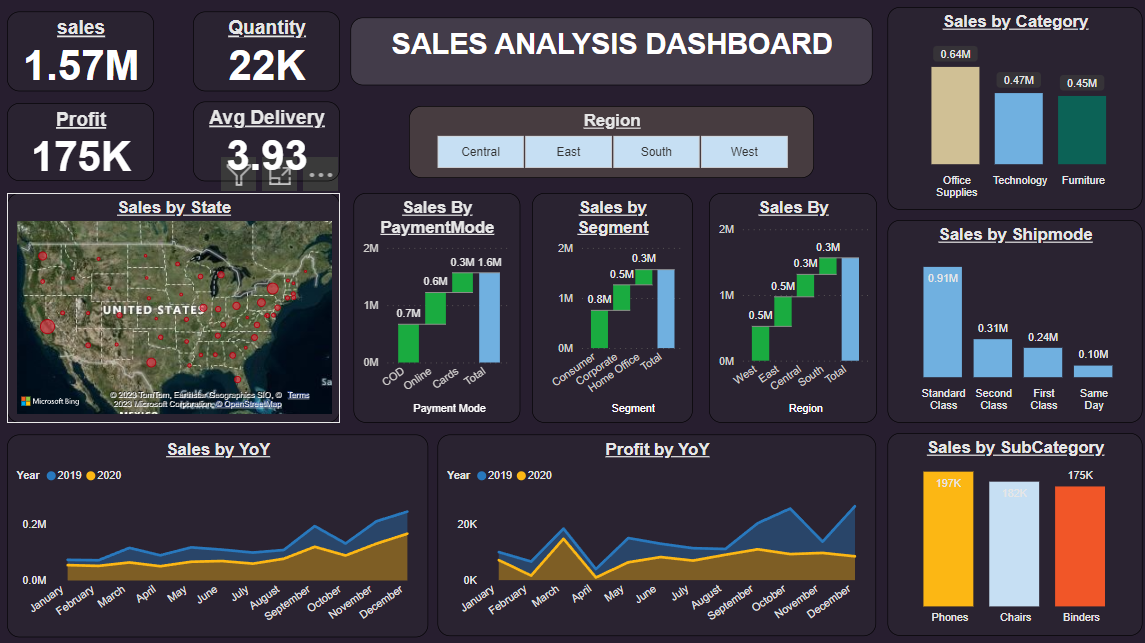 sales
1.57M
Quantity
22K
SALES ANALYSIS DASHBOARD
Profit
175K
Avg Delivery
3.93
Region
Central
East
South
West
Sales by Category
0.64M
0.47M
0.45M
Office
Supplies
Technology
Furniture
Sales by State
UNITED STATES
MEXICO
Microsoft Bing
© 2023 TomTom, Earthstar Geographics SIO, ©
2023 Microsoft Corporation, © OpenStreetMap
Terms
Sales By
PaymentMode
2M
1M
0M
0.7M
0.6M
0.3M
1.6M
COD
Online
Cards
Total
Payment Mode
Sales by
Segment
2M
1M
0M
0.8M
0.5M
0.3M
Consumer
Corporate
Home Office
Total
Segment
Sales By
2M
1M
0M
0.5M
0.5M
0.3M
0.3M
West
East
Central
South
Total
Region
Sales by Shipmode
0.91M
0.31M
0.24M
0.10M
Standard
Class
Second
Class
First
Class
Same
Day
Sales by YoY
Year
2019
2020
0.2M
0.0M
January
February
March
April
May
June
July
August
September
October
November
December
Profit by YoY
Year
2019
2020
20K
0K
January
February
March
April
May
June
July
August
September
October
November
December
Sales by SubCategory
197K
182K
175K
Phones
Chairs
Binders